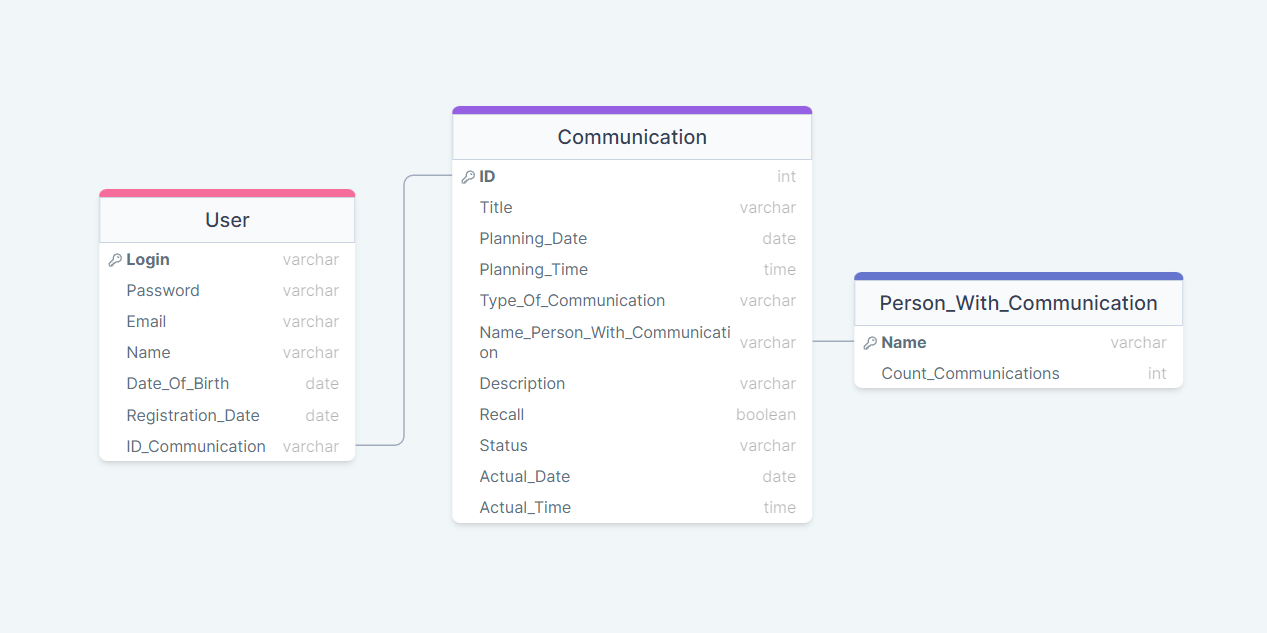 User
Login varchar
Password varchar
Email varchar
Name varchar
Date_Of_Birth date
Registration_Date date
ID_Communication varchar
Communication
ID int
Title varchar
Planning_Date date
Planning_Time time
Type_Of_Communication varchar
Name_Person_With_Communicati
on varchar
Description varchar
Recall boolean
Status varchar
Actual_Date date
Actual_Time time
Person_With_Communication
Name varchar
Count_Communications int